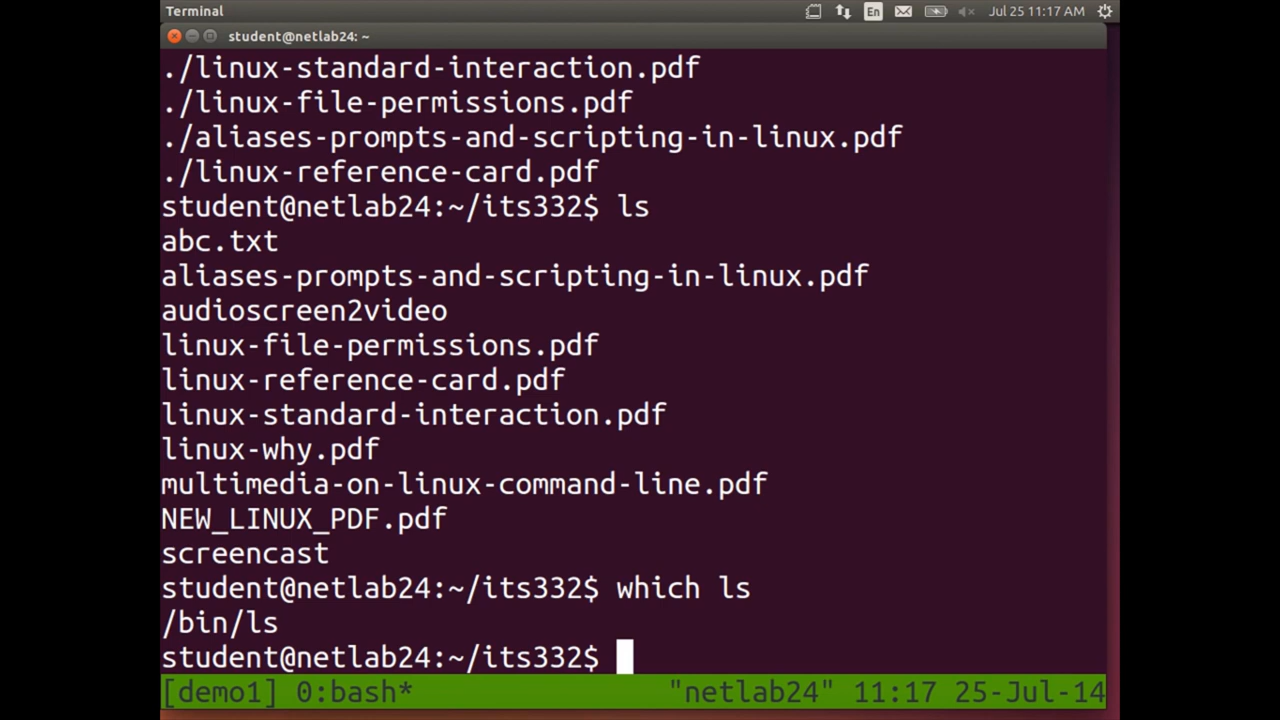 Terminal
En
Jul 25 11:17 AM
student@netlab24: ~
./linux-standard-interaction.pdf
./linux-file-permissions.pdf
./aliases-prompts-and-scripting-in-linux.pdf
./linux-reference-card.pdf
student@netlab24:~/its332$ ls
abc.txt
aliases-prompts-and-scripting-in-linux.pdf
audioscreen2video
linux-file-permissions.pdf
linux-reference-card.pdf
linux-standard-interaction.pdf
linux-why.pdf
multimedia-on-linux-command-line.pdf
NEW_LINUX_PDF.pdf
screencast
student@netlab24:~/its332$ which ls
/bin/ls
student@netlab24:~/its332$
[demo1] 0:bash* "netlab24" 11:17 25-Jul-14